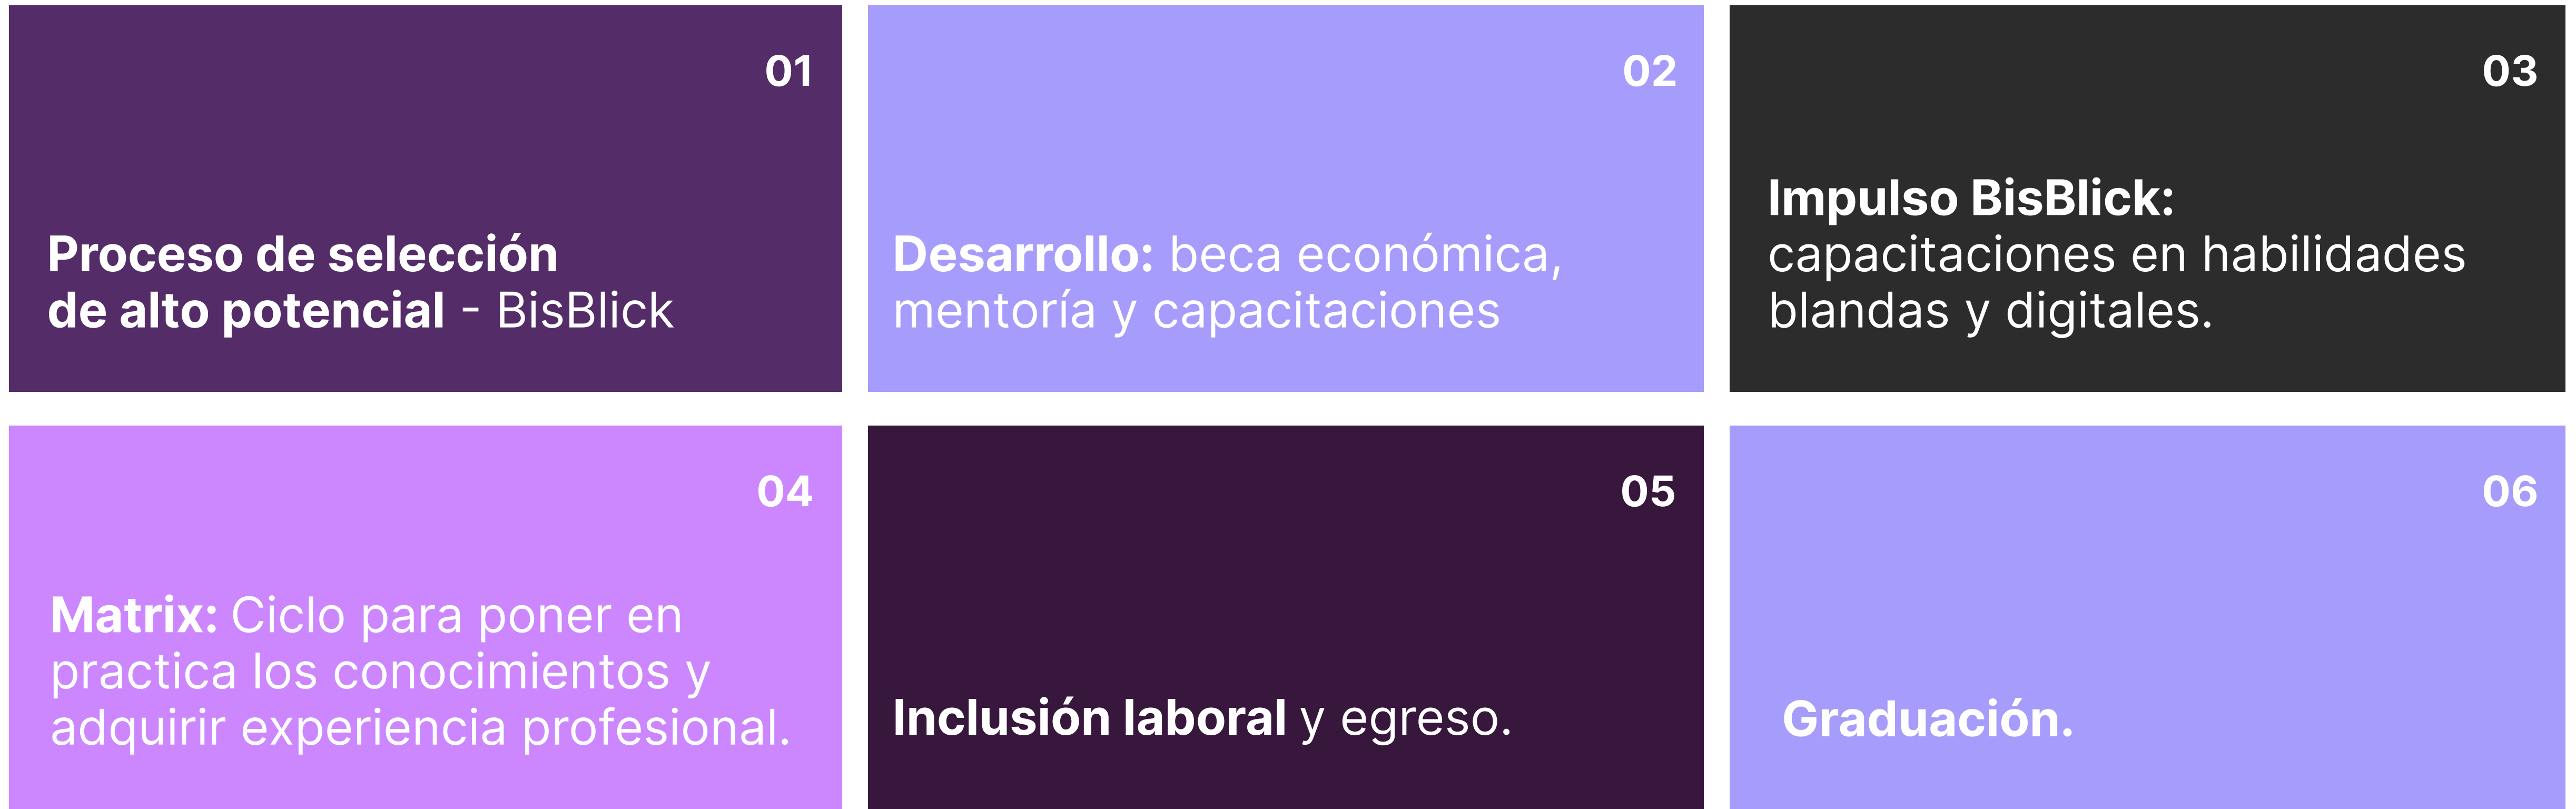 01
Proceso de selección
de alto potencial - BisBlick
02
Desarrollo: beca económica,
mentoría y capacitaciones
03
Impulso BisBlick:
capacitaciones en habilidades
blandas y digitales.
04
Matrix: Ciclo para poner en
practica los conocimientos y
adquirir experiencia profesional.
05
Inclusión laboral y egreso.
06
Graduación.